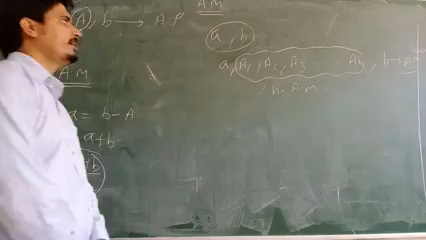 A, b → A.P
A.M
a, b
a, A₁, A₂, A₃ .... Aₙ, b →
n - A.M
A.M
a = b - A
a + b